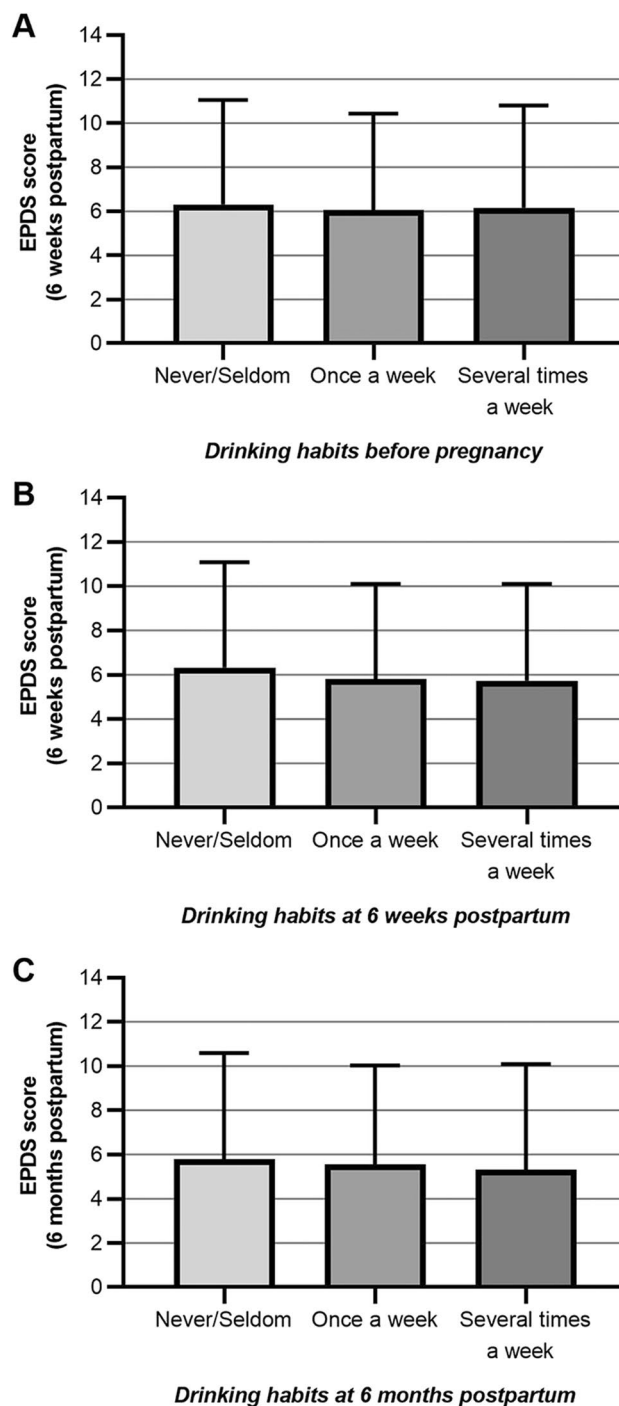 A
EPDS score
(6 weeks postpartum)
14
12
10
8
6
4
2
0
Never/Seldom
Once a week
Several times
a week
Drinking habits before pregnancy
B
EPDS score
(6 weeks postpartum)
14
12
10
8
6
4
2
0
Never/Seldom
Once a week
Several times
a week
Drinking habits at 6 weeks postpartum
C
EPDS score
(6 months postpartum)
14
12
10
8
6
4
2
0
Never/Seldom
Once a week
Several times
a week
Drinking habits at 6 months postpartum